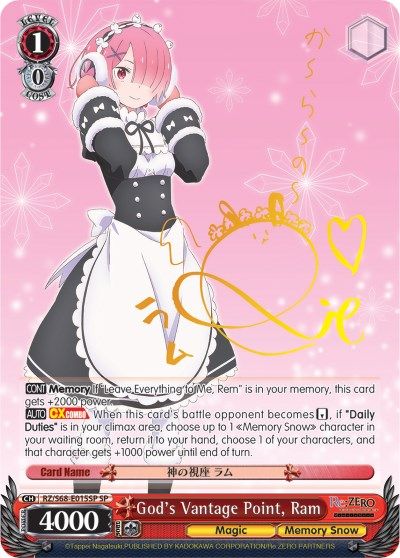 LEVEL
1
0
COST
かららのら
ラム
Rie
CONT Memory If "Leave Everything to Me, Rem" is in your memory, this card
gets +2000 power.
AUTO CX COMBO When this card's battle opponent becomes [▼], if "Daily
Duties" is in your climax area, choose up to 1 «Memory Snow» character in
your waiting room, return it to your hand, choose 1 of your characters, and
that character gets +1000 power until end of turn.
Card Name 神の視座 ラム
CH RZ/S68-E015SP SP
POWER 4000 SOUL God's Vantage Point, Ram
Re:ZERO
Magic Memory Snow
©Tappei Nagatsuki,PUBLISHED BY KADOKAWA CORPORATION/Re:ZERO PARTNERS